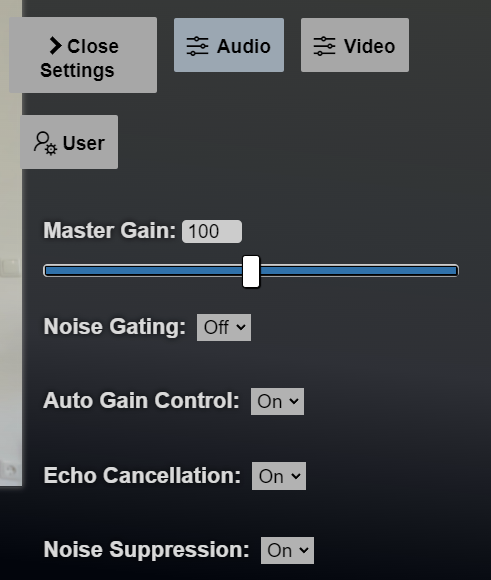 Close
Settings
Audio
Video
User
Master Gain: 100
Noise Gating: Off
Auto Gain Control: On
Echo Cancellation: On
Noise Suppression: On